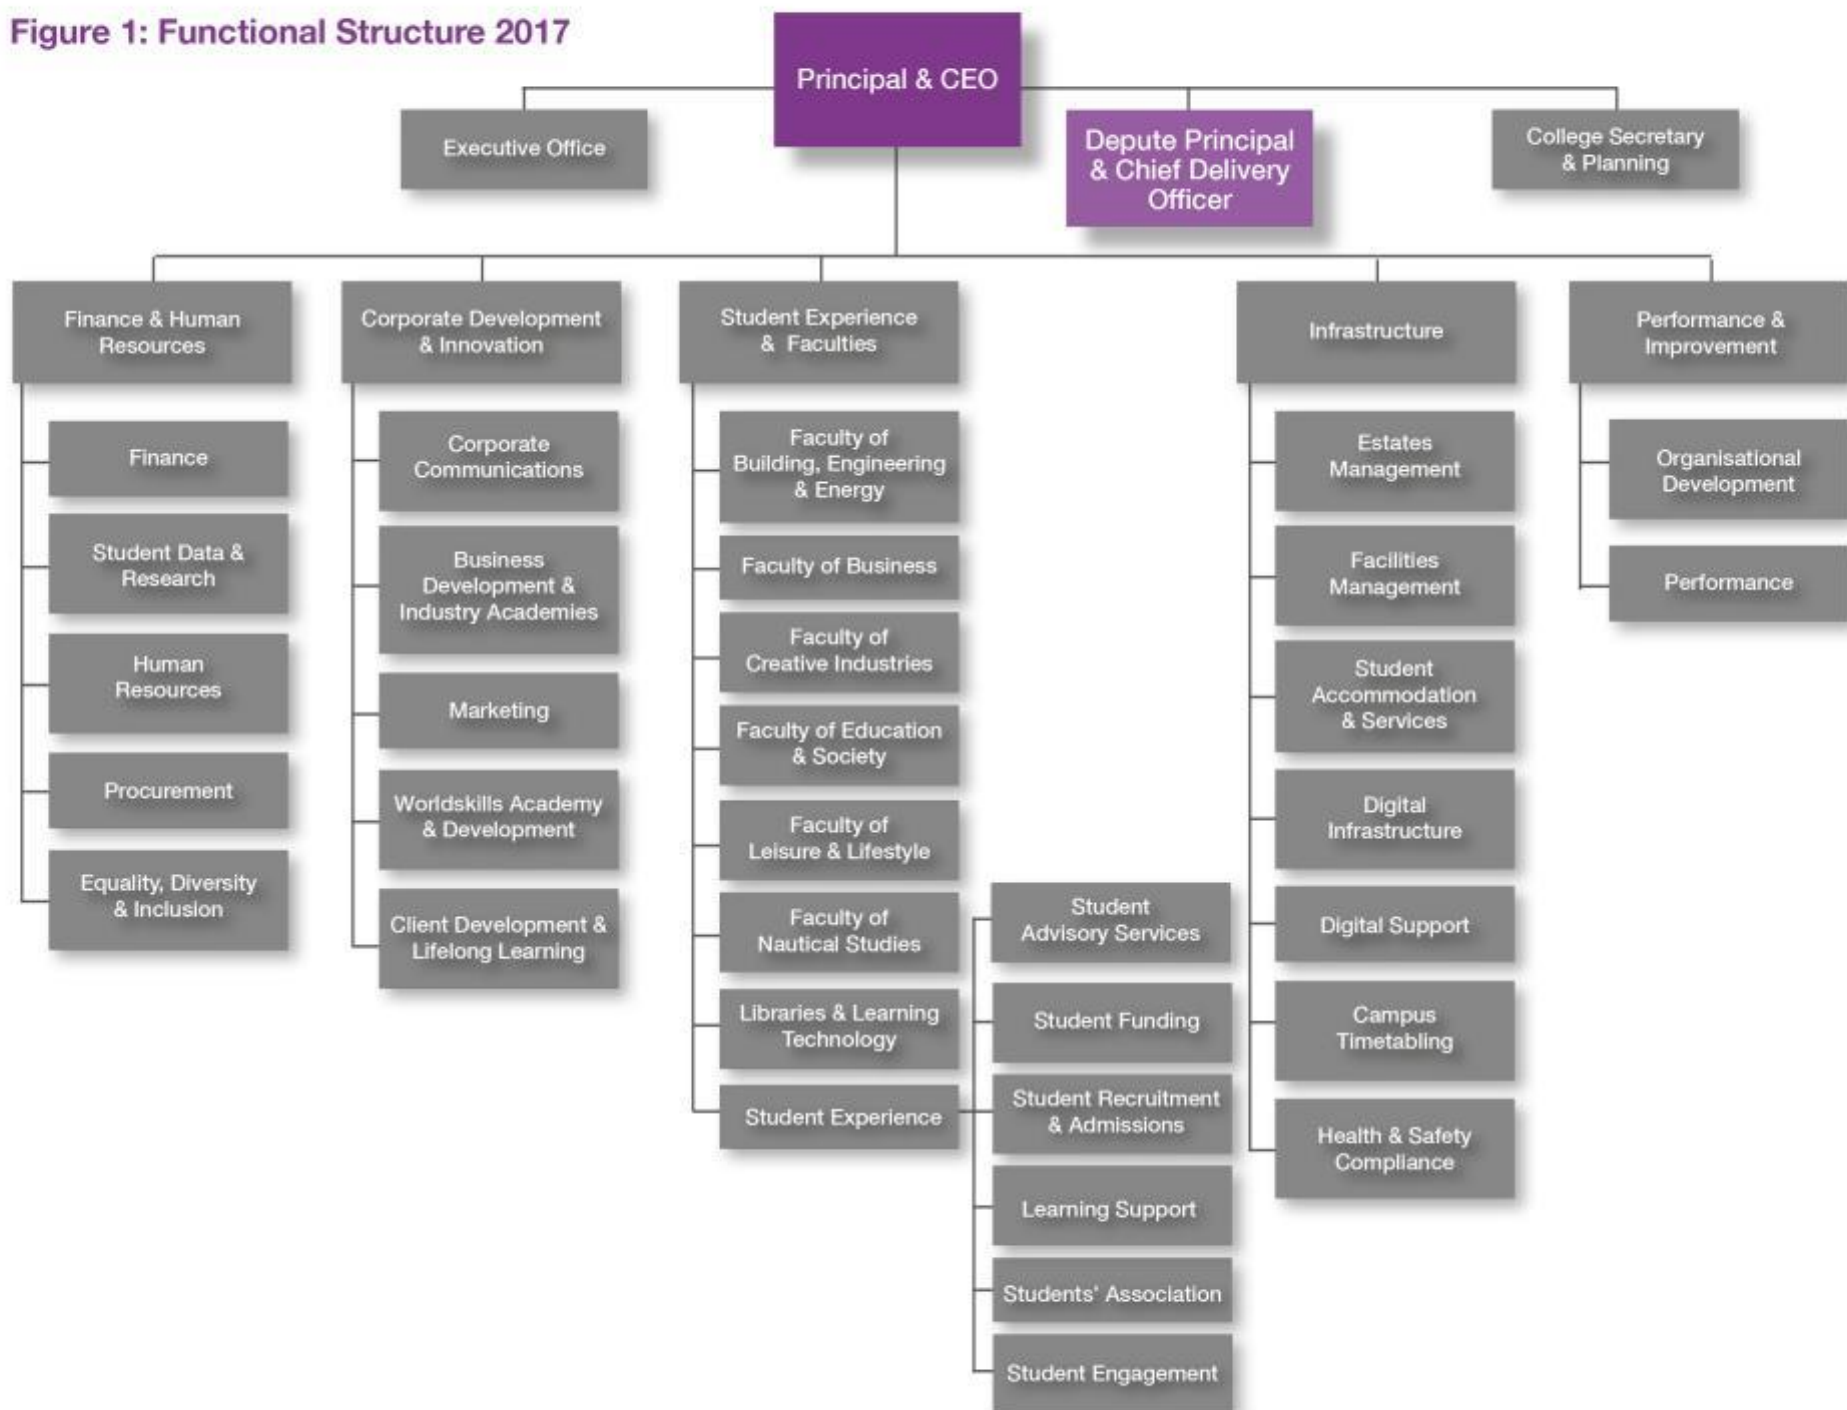 Figure 1: Functional Structure 2017
Principal & CEO
Executive Office
Depute Principal
& Chief Delivery
Officer
College Secretary
& Planning
Finance & Human
Resources
Finance
Student Data &
Research
Human
Resources
Procurement
Equality, Diversity
& Inclusion
Corporate Development
& Innovation
Corporate
Communications
Business
Development &
Industry Academies
Marketing
Worldskills Academy
& Development
Client Development &
Lifelong Learning
Student Experience
& Faculties
Faculty of
Building, Engineering
& Energy
Faculty of Business
Faculty of
Creative Industries
Faculty of Education
& Society
Faculty of
Leisure & Lifestyle
Faculty of
Nautical Studies
Libraries & Learning
Technology
Student Experience
Student
Advisory Services
Student Funding
Student Recruitment
& Admissions
Learning Support
Students' Association
Student Engagement
Infrastructure
Estates
Management
Facilities
Management
Student
Accommodation
& Services
Digital
Infrastructure
Digital Support
Campus
Timetabling
Health & Safety
Compliance
Performance &
Improvement
Organisational
Development
Performance